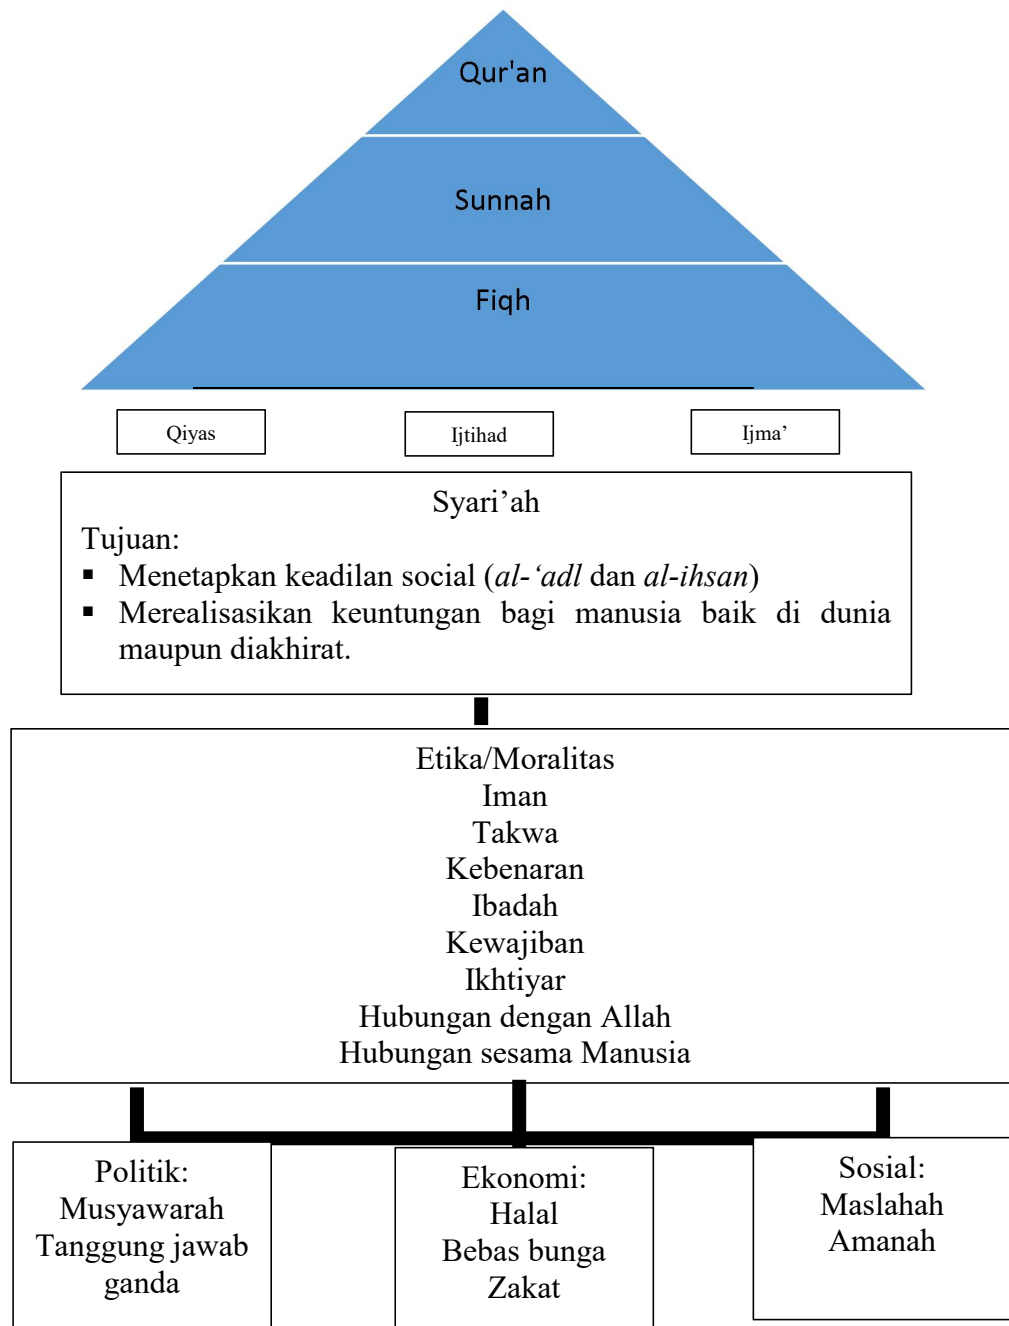 Qur'an
Sunnah
Fiqh
Qiyas
Ijtihad
Ijma’
Syari’ah
Tujuan:
▪ Menetapkan keadilan social (al-‘adl dan al-ihsan)
▪ Merealisasikan keuntungan bagi manusia baik di dunia
maupun diakhirat.
Etika/Moralitas
Iman
Takwa
Kebenaran
Ibadah
Kewajiban
Ikhtiyar
Hubungan dengan Allah
Hubungan sesama Manusia
Politik:
Musyawarah
Tanggung jawab
ganda
Ekonomi:
Halal
Bebas bunga
Zakat
Sosial:
Maslahah
Amanah